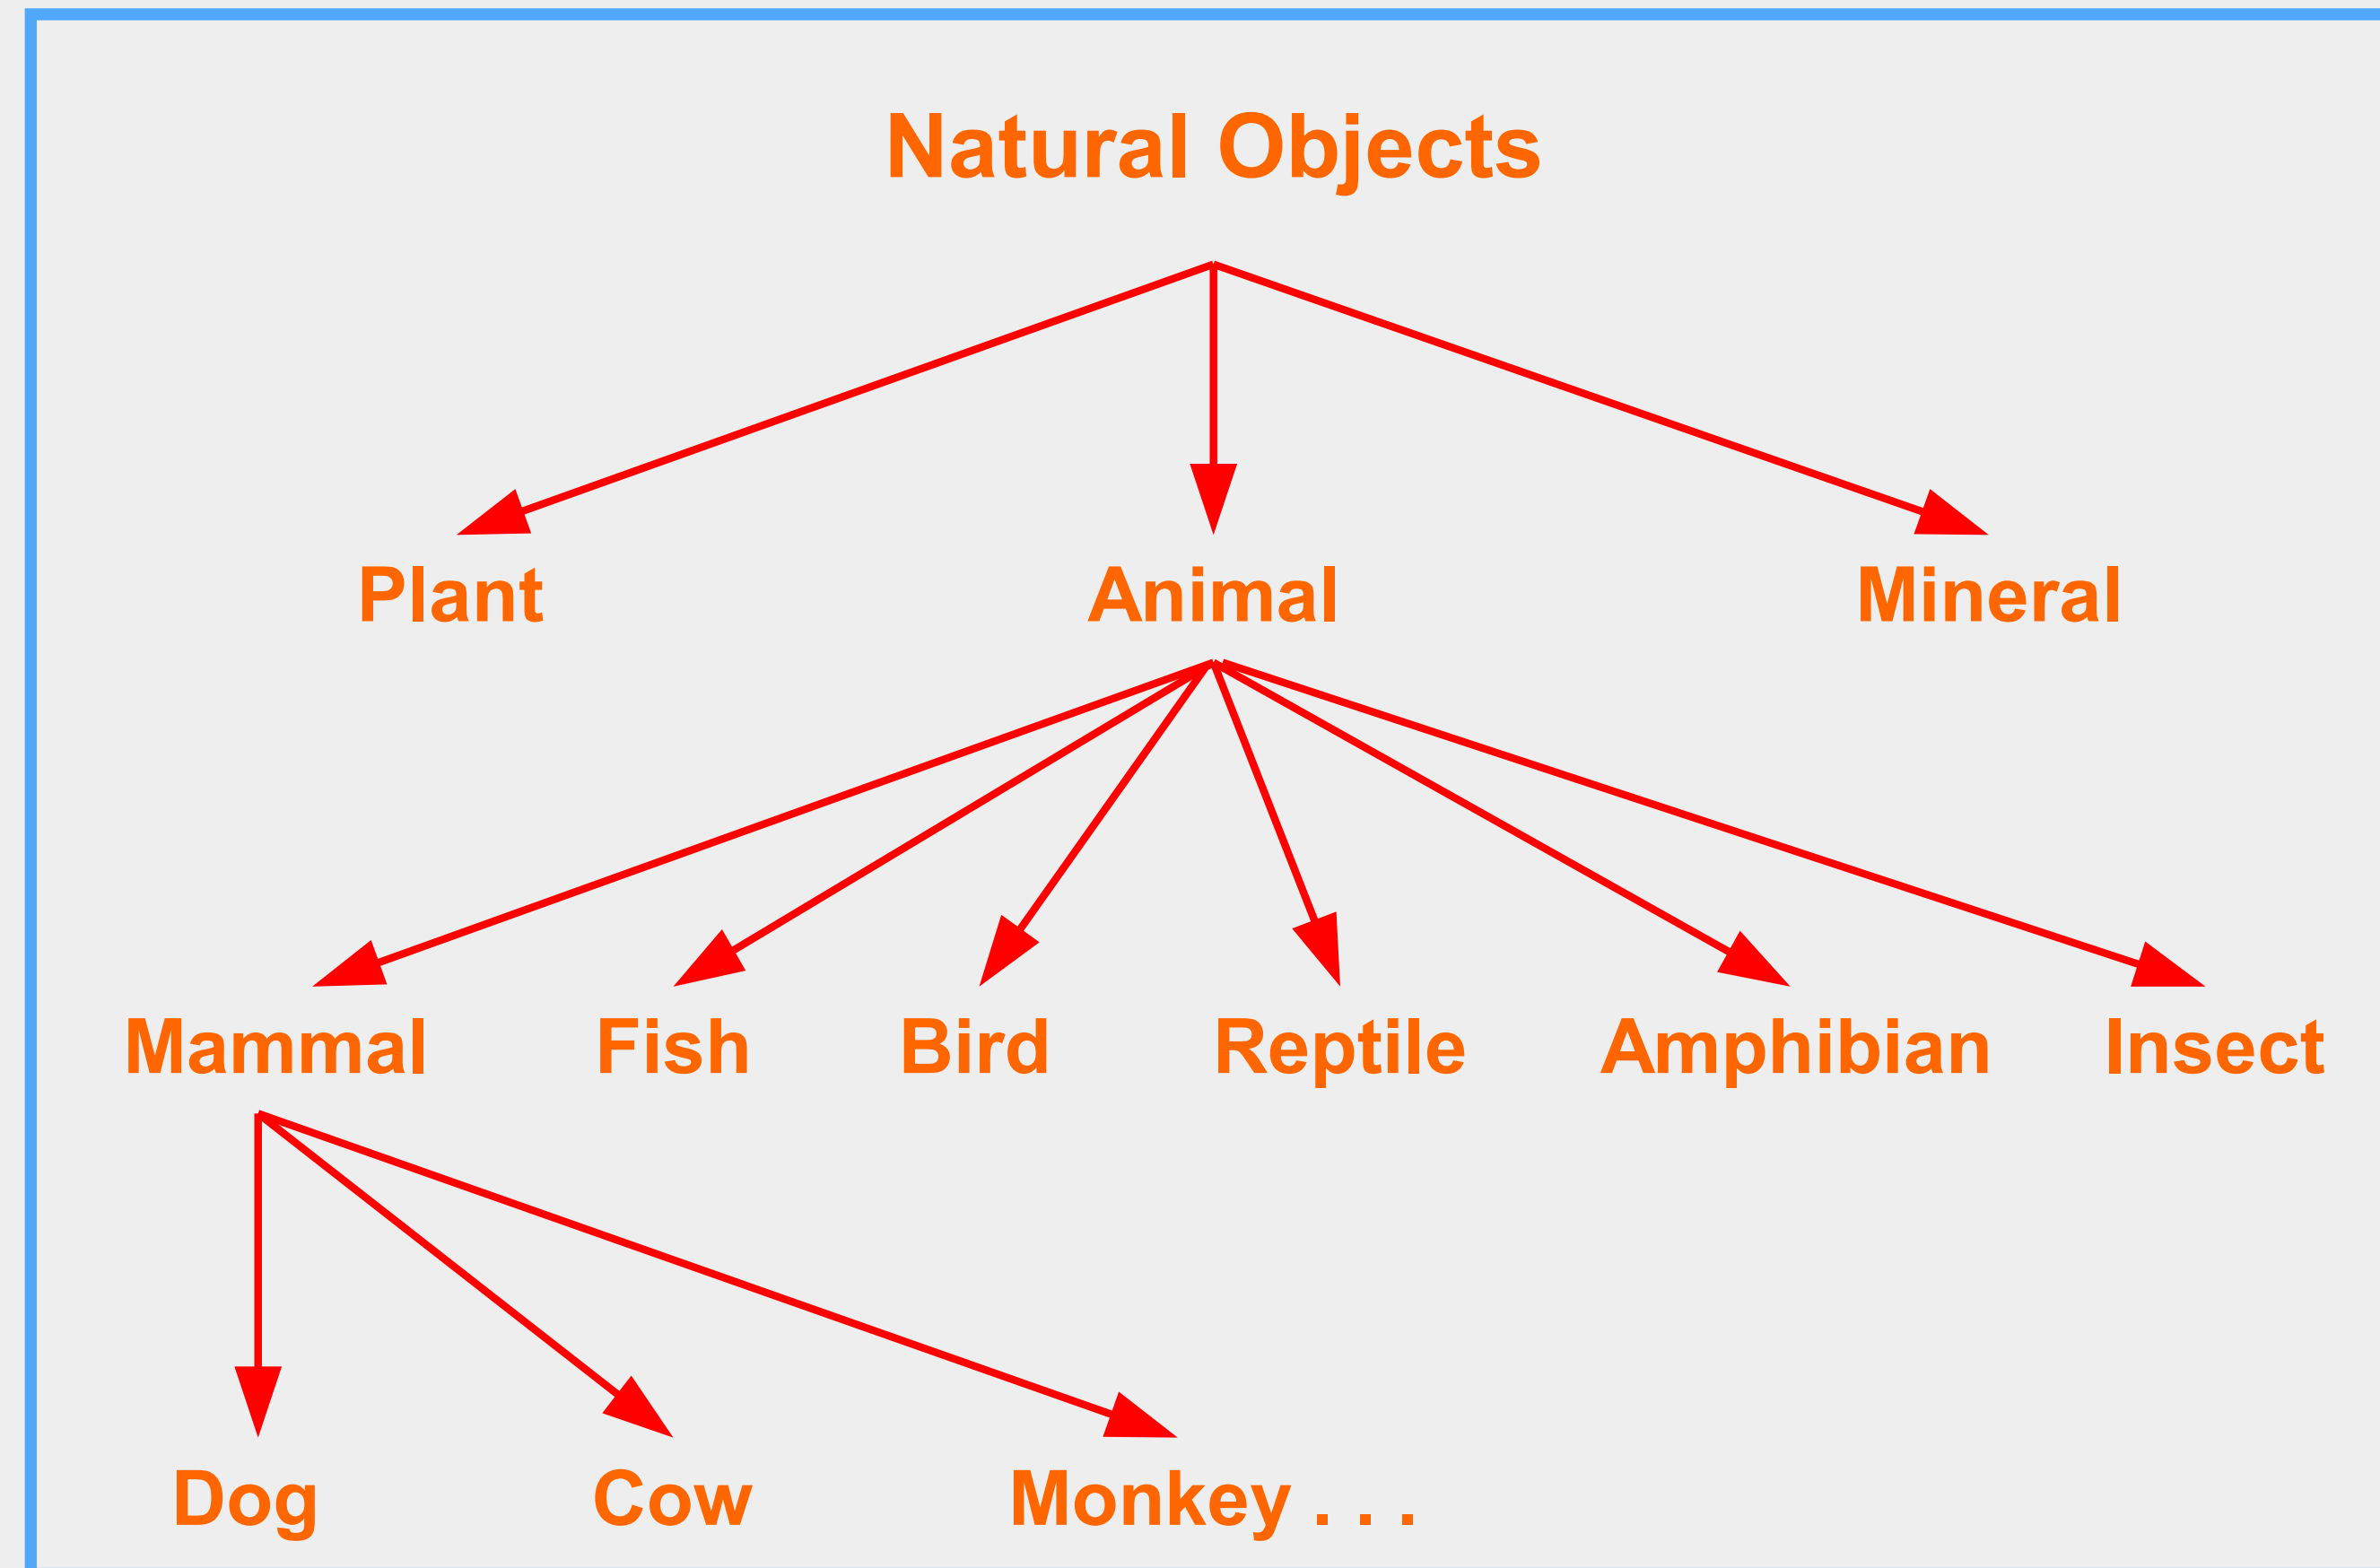 Natural Objects
Plant Animal Mineral
Mammal Fish Bird Reptile Amphibian Insect
Dog Cow Monkey . . .